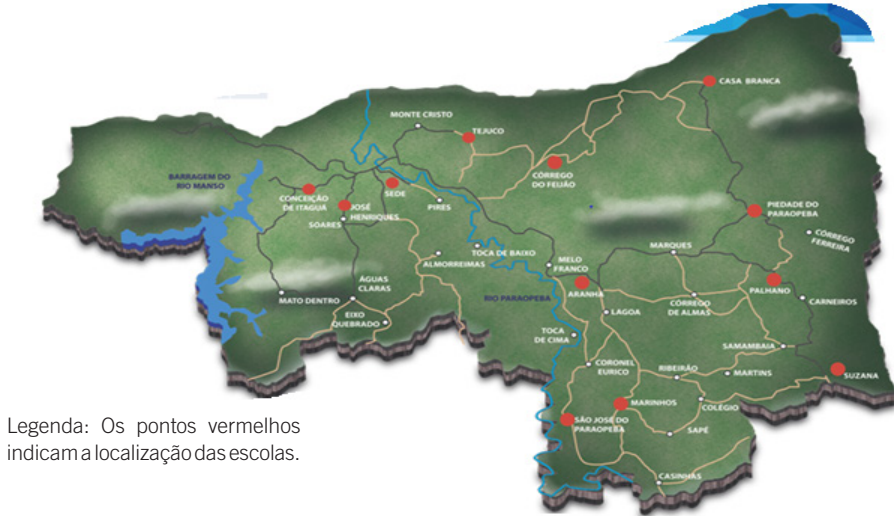 CASA BRANCA
MONTE CRISTO
TEJUCO
CÓRREGO
DO FEIJÃO
BARRAGEM DO
RIO MANSO
CONCEIÇÃO
DE ITAGUÁ
JOSÉ
HENRIQUES
SOARES
SEDE
PIRES
PIEDADE DO
PARAOPEBA
CÓRREGO
FERREIRA
TOCA DE BAIXO
ALMORREIMAS
MARQUES
MELO
FRANCO
ARANHA
PALHANO
ÁGUAS
CLARAS
MATO DENTRO
RIO PARAOPEBA
CÓRREGO
DE ALMAS
CARNEIROS
LAGOA
EIXO
QUEBRADO
TOCA
DE CIMA
SAMAMBAIA
CORONEL
EURICO
RIBEIRÃO
MARTINS
SUZANA
MARINHOS
COLÉGIO
SÃO JOSÉ DO
PARAOPEBA
SAPÉ
CASINHAS
Legenda: Os pontos vermelhos
indicam a localização das escolas.